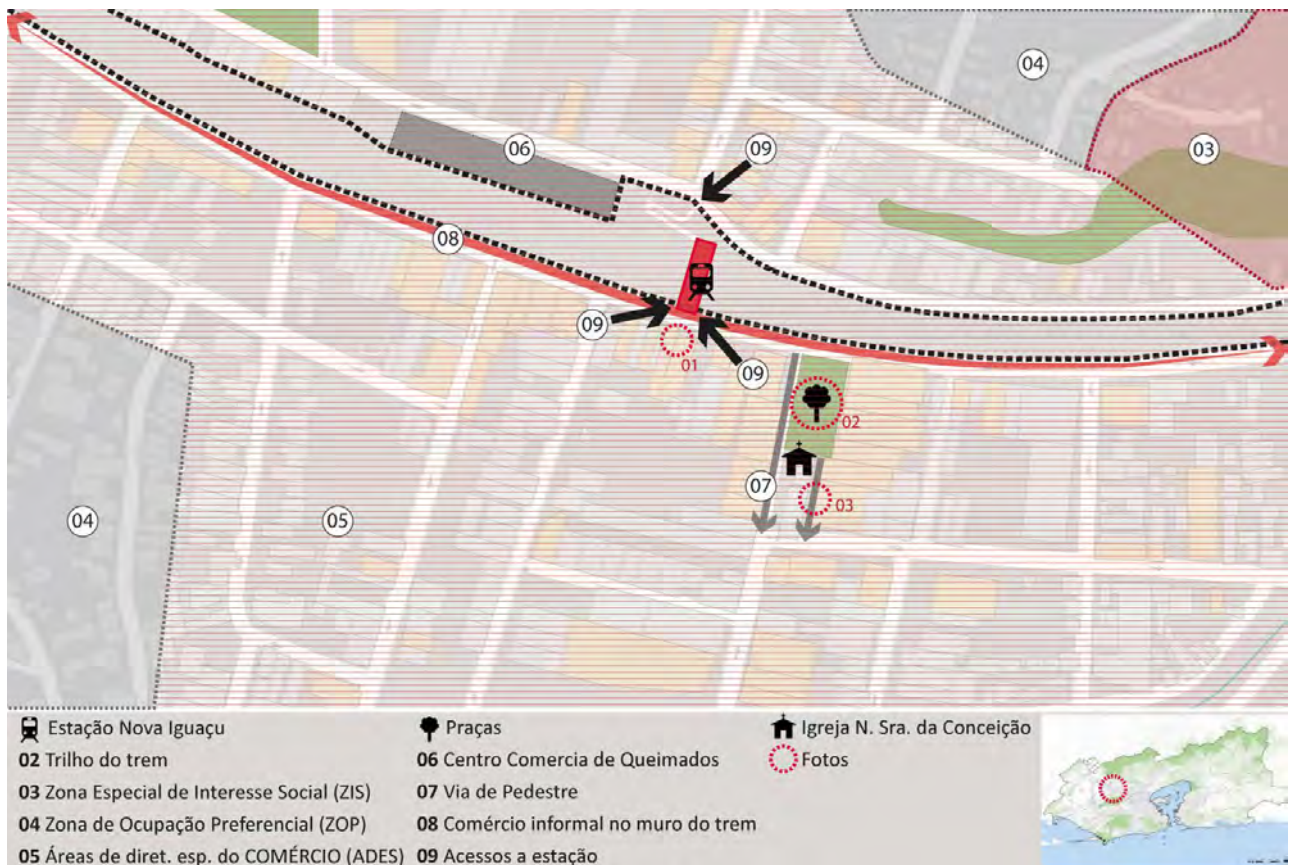 04
03
09
06
08
09
01
09
02
07
03
04
05
Estação Nova Iguaçu
02 Trilho do trem
03 Zona Especial de Interesse Social (ZIS)
04 Zona de Ocupação Preferencial (ZOP)
05 Áreas de diret. esp. do COMÉRCIO (ADES)
Praças
06 Centro Comercia de Queimados
07 Via de Pedestre
08 Comércio informal no muro do trem
09 Acessos a estação
Igreja N. Sra. da Conceição
Fotos